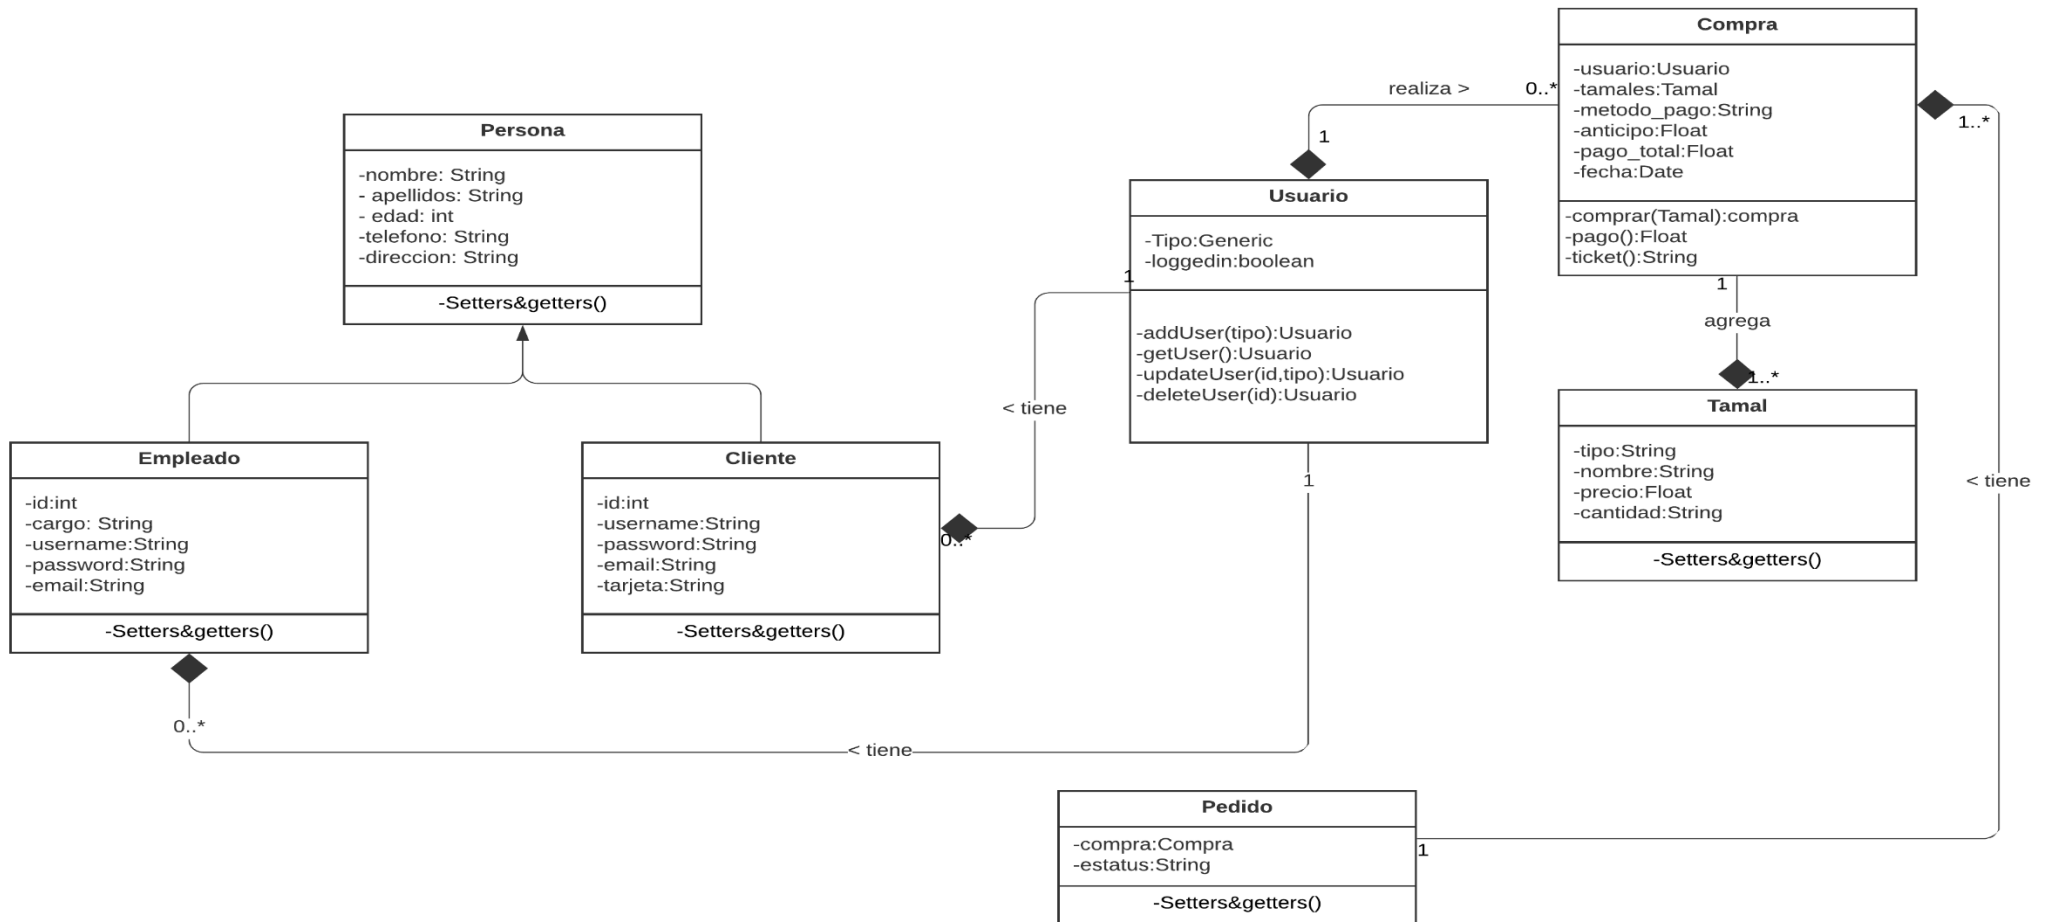 Persona
-nombre: String
- apellidos: String
- edad: int
-telefono: String
-direccion: String
-Setters&getters()
Empleado
-id:int
-cargo: String
-username:String
-password:String
-email:String
-Setters&getters()
0..*
< tiene
Cliente
-id:int
-username:String
-password:String
-email:String
-tarjeta:String
-Setters&getters()
0..*
< tiene
1
Usuario
-Tipo:Generic
-loggedin:boolean
-addUser(tipo):Usuario
-getUser():Usuario
-updateUser(id,tipo):Usuario
-deleteUser(id):Usuario
1
1
realiza >
0..*
Compra
-usuario:Usuario
-tamales:Tamal
-metodo_pago:String
-anticipo:Float
-pago_total:Float
-fecha:Date
-comprar(Tamal):compra
-pago():Float
-ticket():String
1
agrega
1..*
Tamal
-tipo:String
-nombre:String
-precio:Float
-cantidad:String
-Setters&getters()
1..*
< tiene
1
Pedido
-compra:Compra
-estatus:String
-Setters&getters()